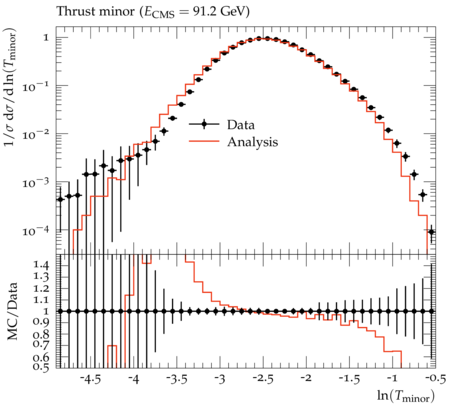 Thrust minor (E_CMS = 91.2 GeV)
1/σ dσ/d ln(T_minor)
1
10⁻¹
10⁻²
10⁻³
10⁻⁴
Data
Analysis
MC/Data
1.4
1.3
1.2
1.1
1
0.9
0.8
0.7
0.6
0.5
-4.5 -4 -3.5 -3 -2.5 -2 -1.5 -1 -0.5
ln(T_minor)